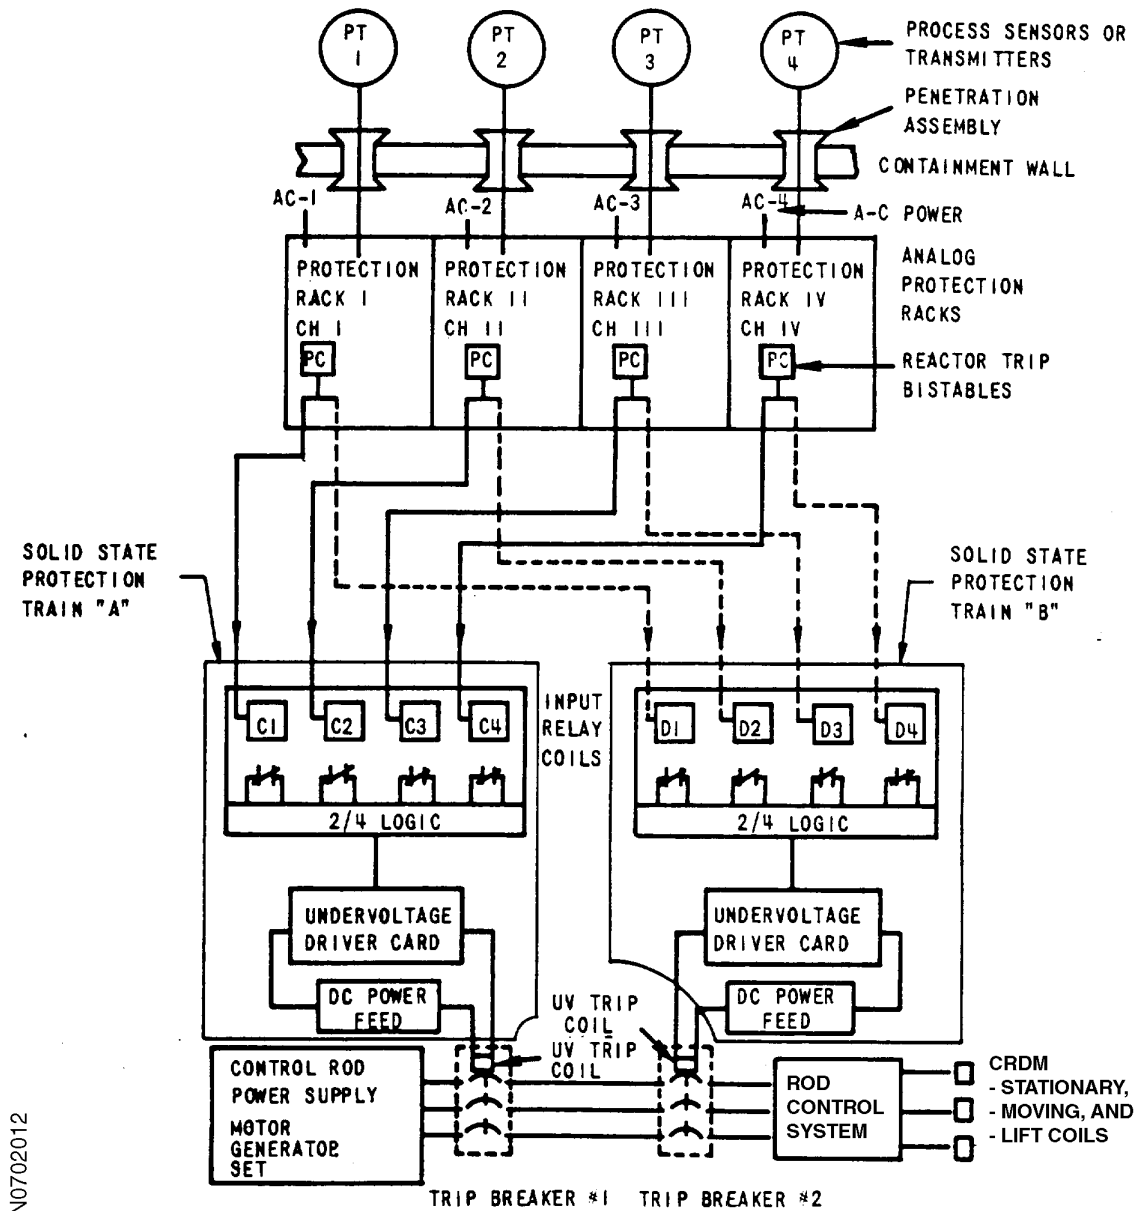 PT
1
PT
2
PT
3
PT
4
PROCESS SENSORS OR
TRANSMITTERS
PENETRATION
ASSEMBLY
CONTAINMENT WALL
AC-1
AC-2
AC-3
AC-4
A-C POWER
PROTECTION
RACK I
CH I
PC
PROTECTION
RACK II
CH II
PC
PROTECTION
RACK III
CH III
PC
PROTECTION
RACK IV
CH IV
PC
ANALOG
PROTECTION
RACKS
REACTOR TRIP
BISTABLES
SOLID STATE
PROTECTION
TRAIN "A"
SOLID STATE
PROTECTION
TRAIN "B"
C1
C2
C3
C4
INPUT
RELAY
COILS
D1
D2
D3
D4
2/4 LOGIC
2/4 LOGIC
UNDERVOLTAGE
DRIVER CARD
UNDERVOLTAGE
DRIVER CARD
DC POWER
FEED
DC POWER
FEED
UV TRIP
COIL
UV TRIP
COIL
CONTROL ROD
POWER SUPPLY
MOTOR
GENERATOR
SET
ROD
CONTROL
SYSTEM
CRDM
- STATIONARY,
- MOVING, AND
- LIFT COILS
TRIP BREAKER #1
TRIP BREAKER #2
N0702012